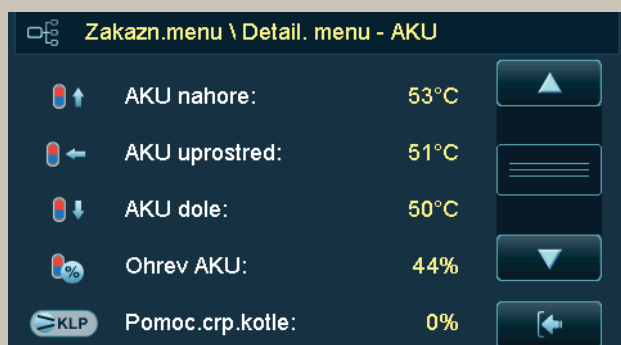 Zakazn.menu \ Detail. menu - AKU
AKU nahore: 53°C
AKU uprostred: 51°C
AKU dole: 50°C
% Ohrev AKU: 44%
KLP Pomoc.crp.kotle: 0%